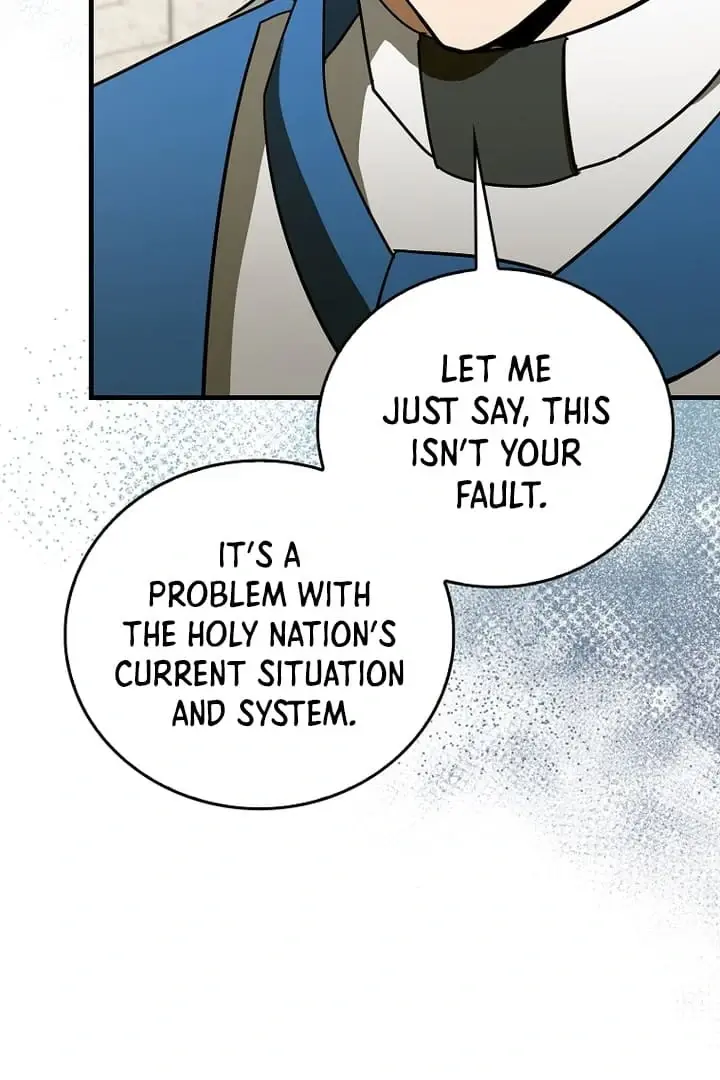 LET ME
JUST SAY, THIS
ISN'T YOUR
FAULT.
IT'S A
PROBLEM WITH
THE HOLY NATION'S
CURRENT SITUATION
AND SYSTEM.